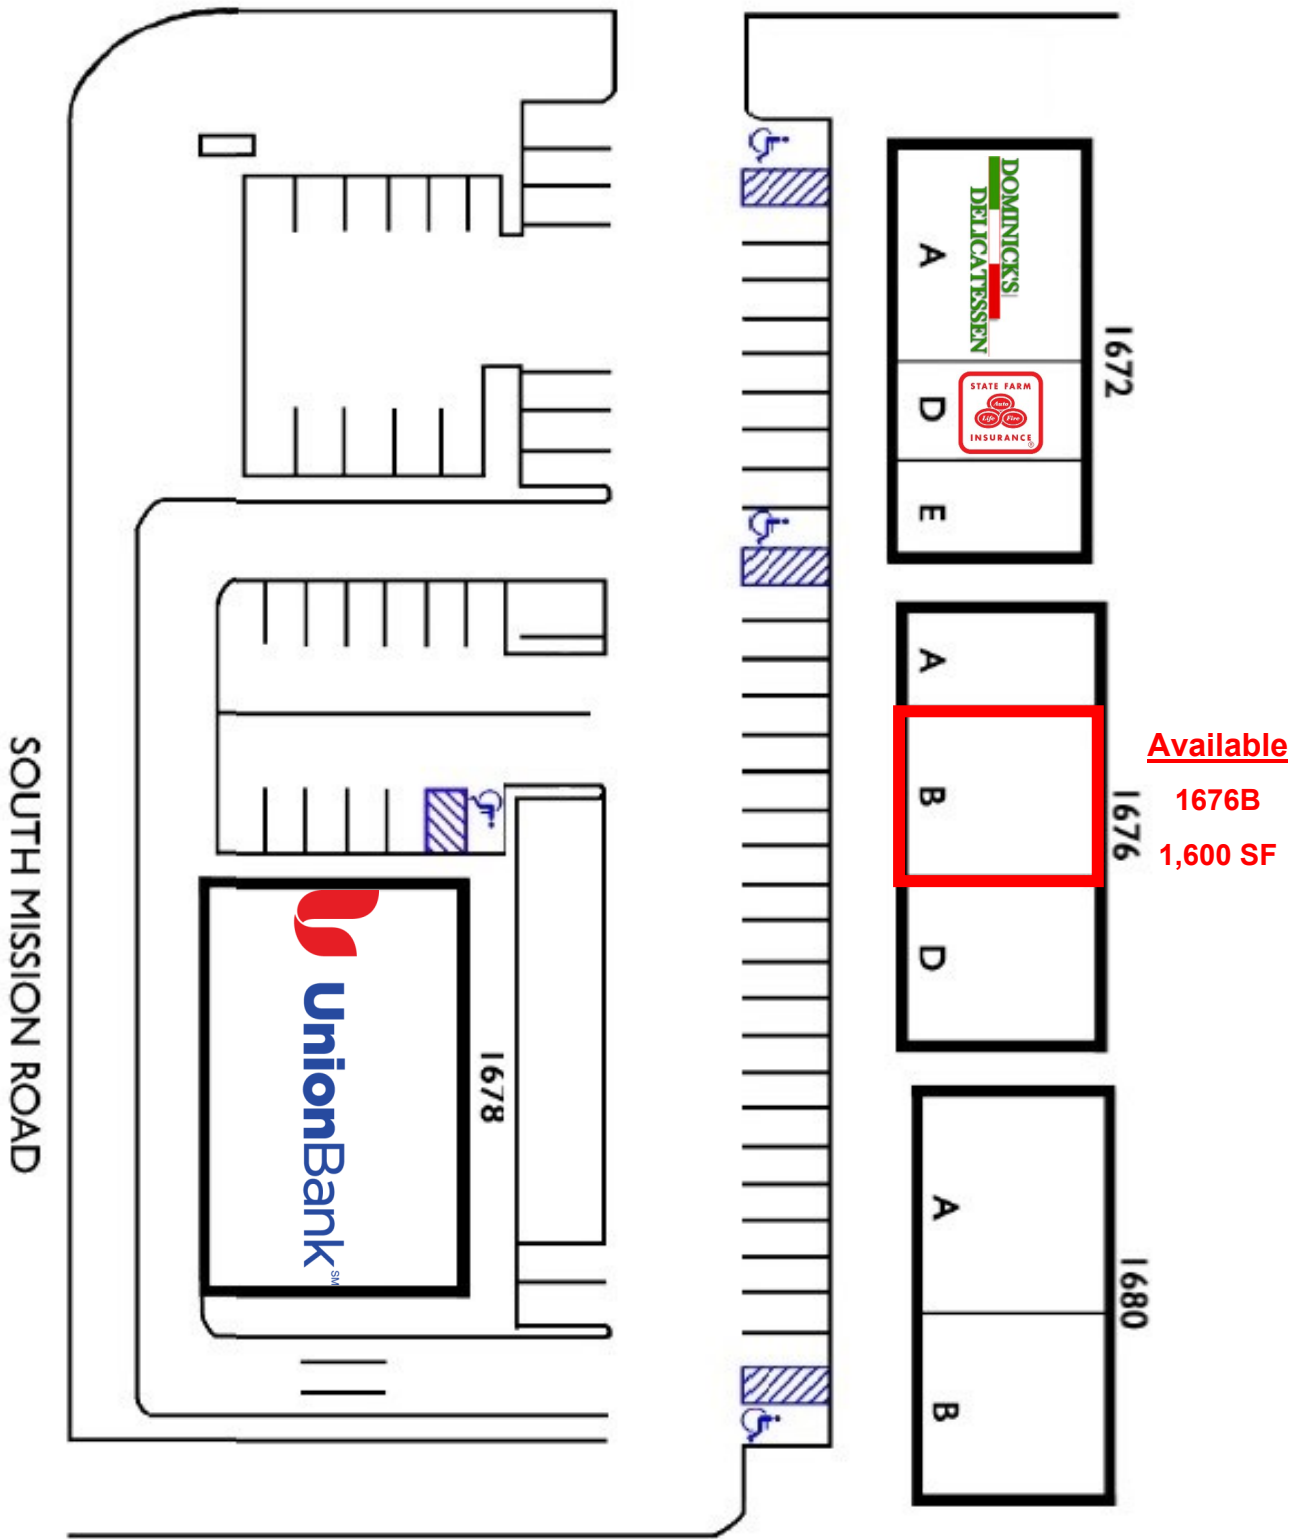 DOMINICK'S
DELICATESSEN
A
1672
STATE FARM
Auto
Life Fire
INSURANCE
®
D
E
A
B
1676
Available
1676B
1,600 SF
D
UnionBank SM
1678
SOUTH MISSION ROAD
A
1680
B